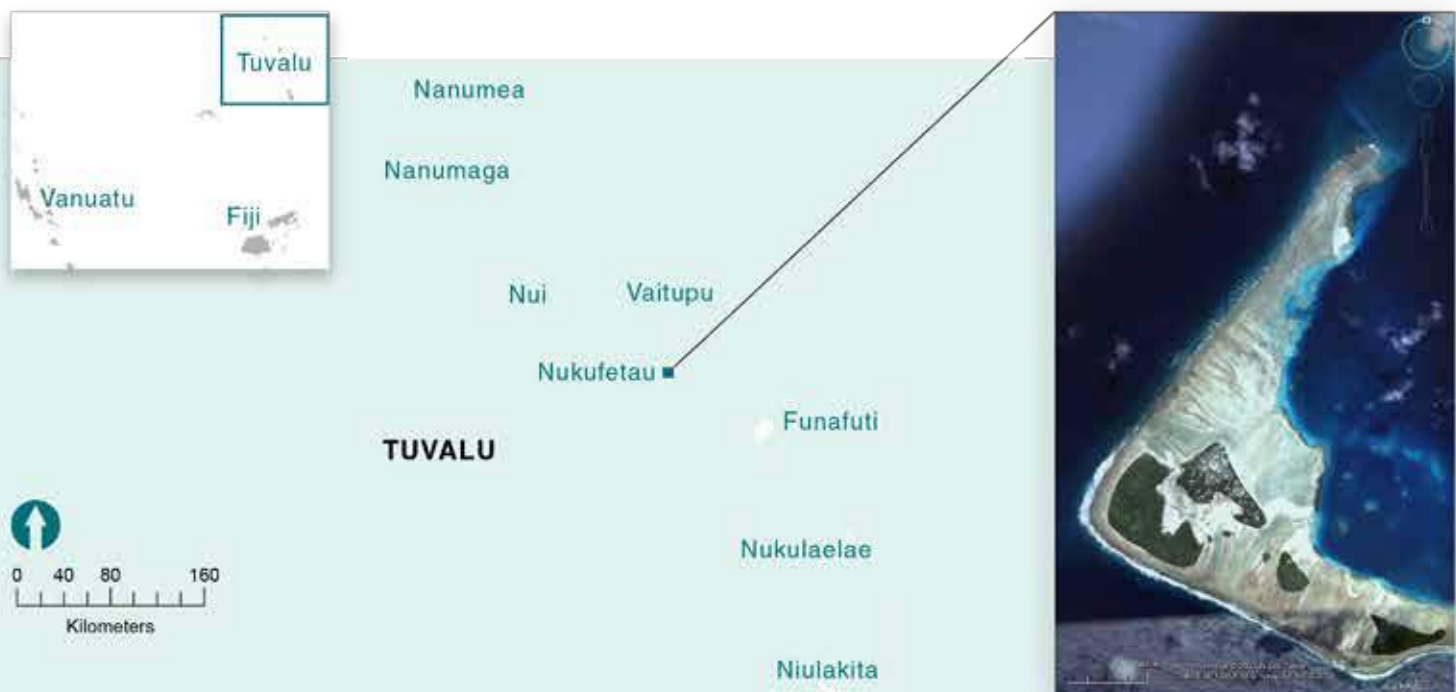 Tuvalu
Vanuatu
Fiji
Nanumea
Nanumaga
Nui
Vaitupu
Nukufetau
Funafuti
TUVALU
Nukulaelae
Niulakita
0 40 80 160
Kilometers